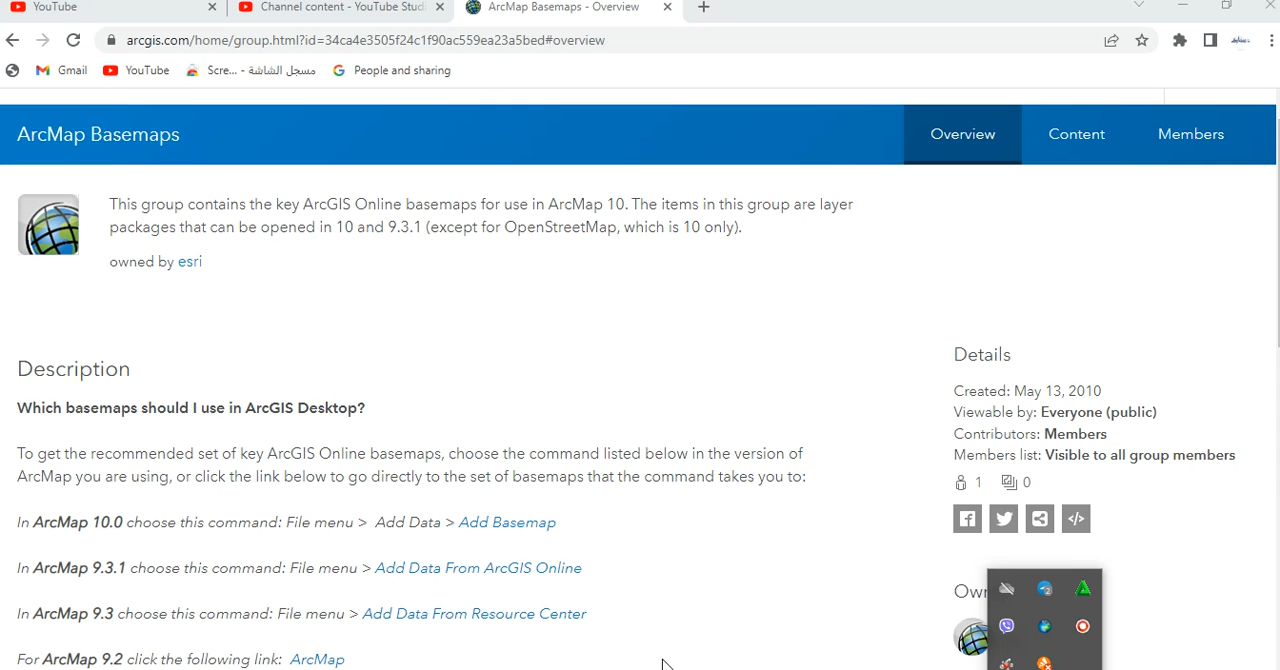 YouTube
Channel content - YouTube Studi
ArcMap Basemaps - Overview
arcgis.com/home/group.html?id=34ca4e3505f24c1f90ac559ea23a5bed#overview
Gmail
YouTube
Scre... - مسجل الشاشة
People and sharing
ArcMap Basemaps
Overview
Content
Members
This group contains the key ArcGIS Online basemaps for use in ArcMap 10. The items in this group are layer
packages that can be opened in 10 and 9.3.1 (except for OpenStreetMap, which is 10 only).
owned by esri
Description
Which basemaps should I use in ArcGIS Desktop?
To get the recommended set of key ArcGIS Online basemaps, choose the command listed below in the version of
ArcMap you are using, or click the link below to go directly to the set of basemaps that the command takes you to:
In ArcMap 10.0 choose this command: File menu > Add Data > Add Basemap
In ArcMap 9.3.1 choose this command: File menu > Add Data From ArcGIS Online
In ArcMap 9.3 choose this command: File menu > Add Data From Resource Center
For ArcMap 9.2 click the following link: ArcMap
Details
Created: May 13, 2010
Viewable by: Everyone (public)
Contributors: Members
Members list: Visible to all group members
1 0
Own